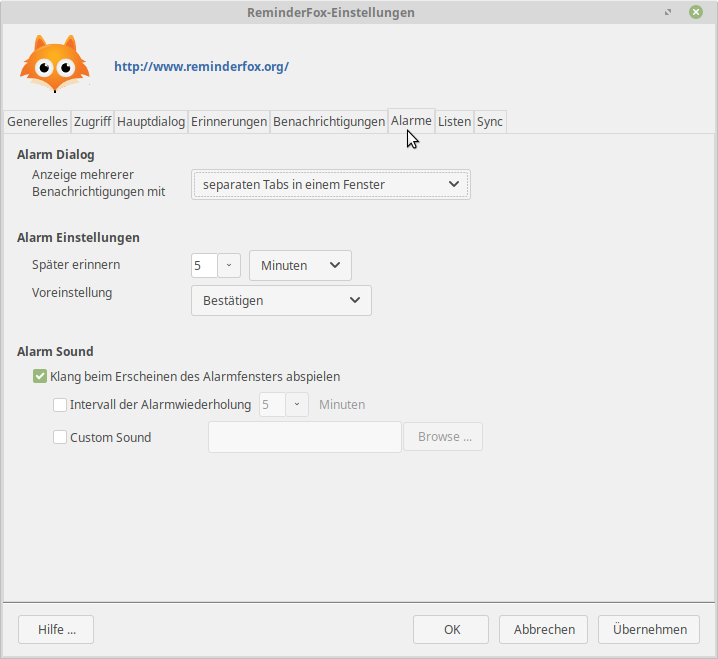 ReminderFox-Einstellungen
http://www.reminderfox.org/
Generelles Zugriff Hauptdialog Erinnerungen Benachrichtigungen Alarme Listen Sync
Alarm Dialog
Anzeige mehrerer
Benachrichtigungen mit
separaten Tabs in einem Fenster
Alarm Einstellungen
Später erinnern 5 Minuten
Voreinstellung Bestätigen
Alarm Sound
Klang beim Erscheinen des Alarmfensters abspielen
Intervall der Alarmwiederholung 5 Minuten
Custom Sound Browse ...
Hilfe ... OK Abbrechen Übernehmen